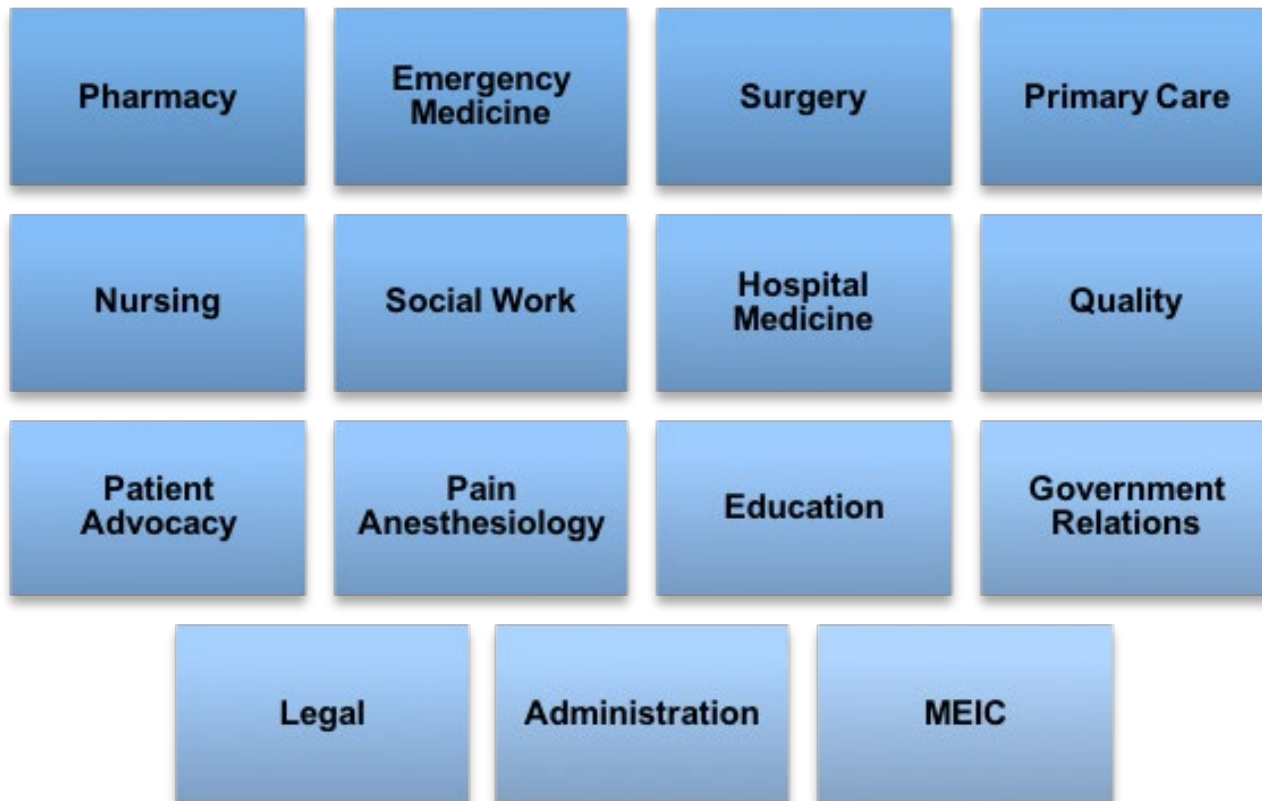 Pharmacy
Emergency
Medicine
Surgery
Primary Care
Nursing
Social Work
Hospital
Medicine
Quality
Patient
Advocacy
Pain
Anesthesiology
Education
Government
Relations
Legal
Administration
MEIC